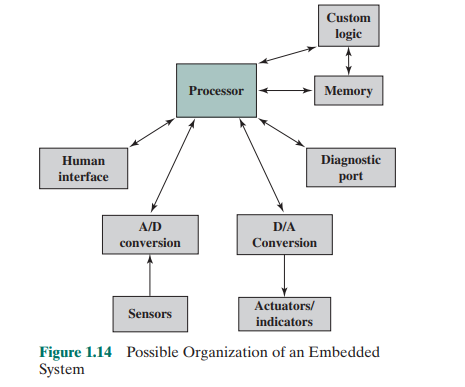 Custom
logic
Processor
Memory
Human
interface
Diagnostic
port
A/D
conversion
D/A
Conversion
Sensors
Actuators/
indicators
Figure 1.14 Possible Organization of an Embedded
System